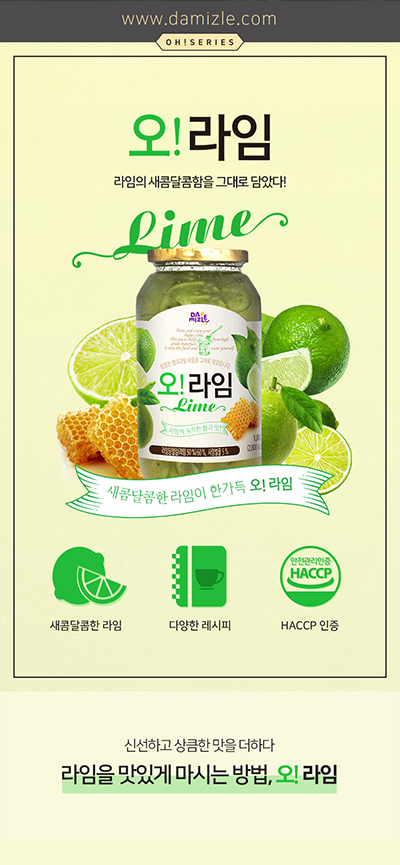 www.damizle.com
OH!SERIES
오!라임
라임의 새콤달콤함을 그대로 담았다!
Lime
DA
MIZLE
오!라임
Lime
새콤달콤한 라임이 한가득 오! 라임
안전관리인증
HACCP
새콤달콤한 라임
다양한 레시피
HACCP 인증
신선하고 상큼한 맛을 더하다
라임을 맛있게 마시는 방법, 오! 라임